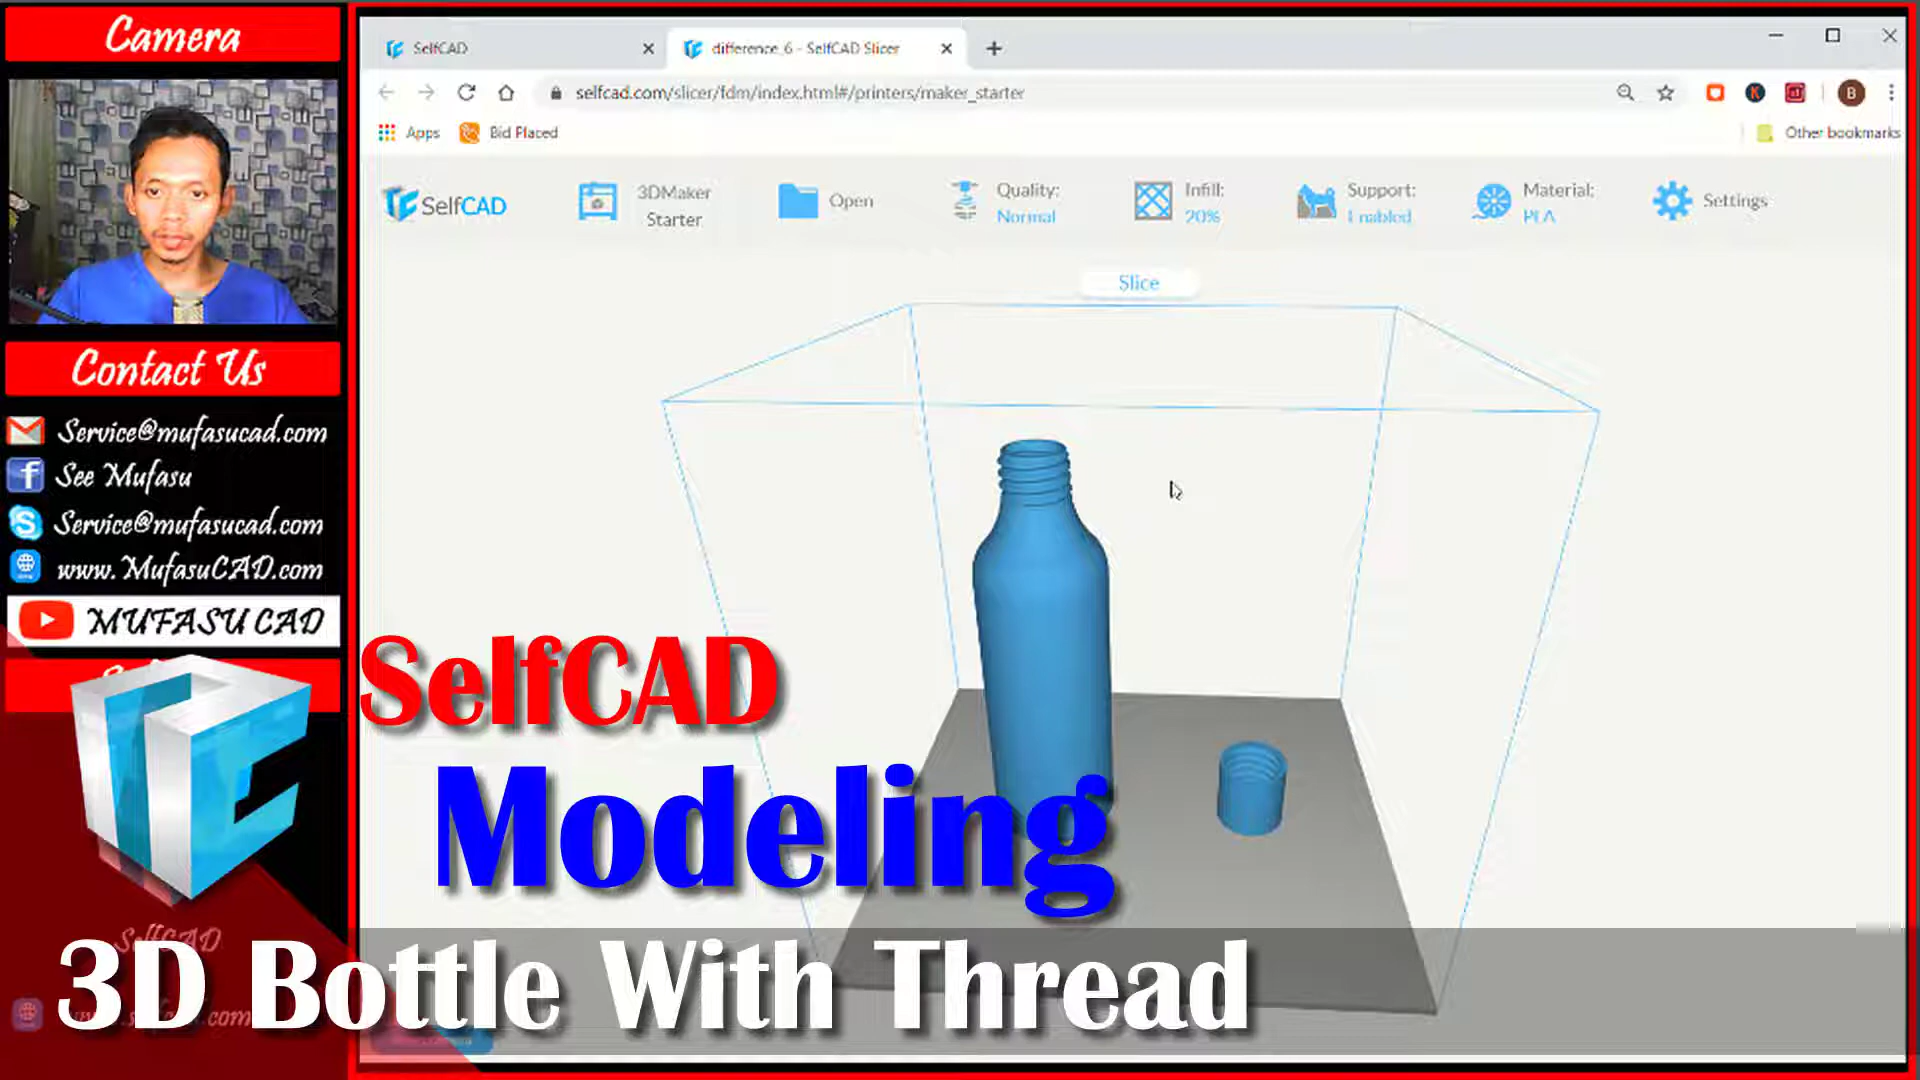 Camera
Contact Us
Service@mufasucad.com
See Mufasu
Service@mufasucad.com
www.MufasuCAD.com
MUFASU CAD
SelfCAD
SelfCAD
difference_6 - SelfCAD Slicer
selfcad.com/slicer/fdm/index.html#/printers/maker_starter
B
Apps
Bid Placed
Other bookmarks
SelfCAD
3DMaker
Starter
Open
Quality:
Normal
Infill:
20%
Support:
Enabled
Material:
PLA
Settings
Slice
SelfCAD
Modeling
3D Bottle With Thread